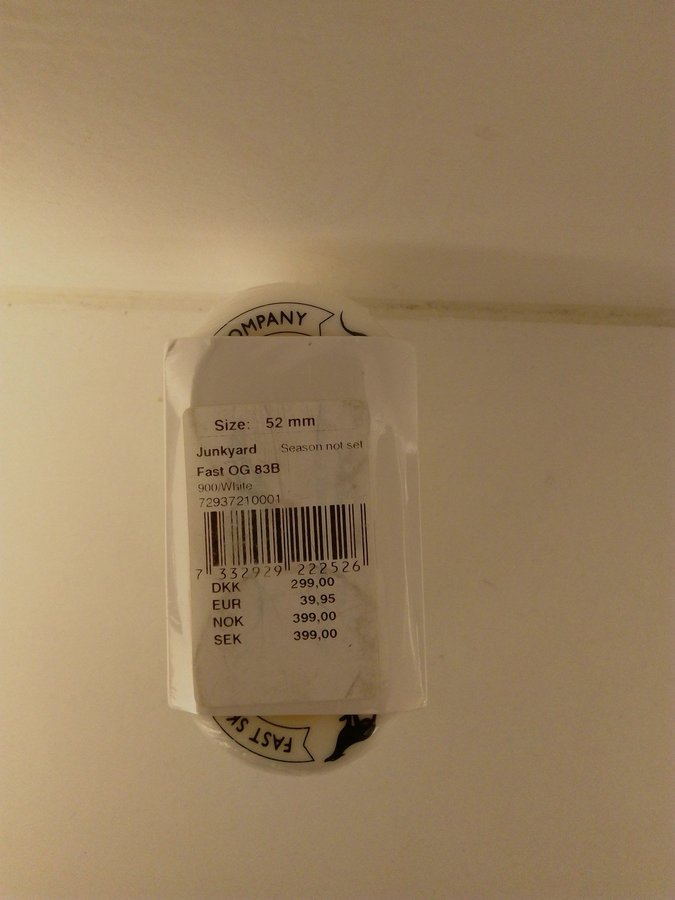 OMPANY
Size: 52 mm
Junkyard Season not set
Fast OG 83B
900/White
72937210001
7 332929 222526
DKK 299,00
EUR 39,95
NOK 399,00
SEK 399,00
FAST SK